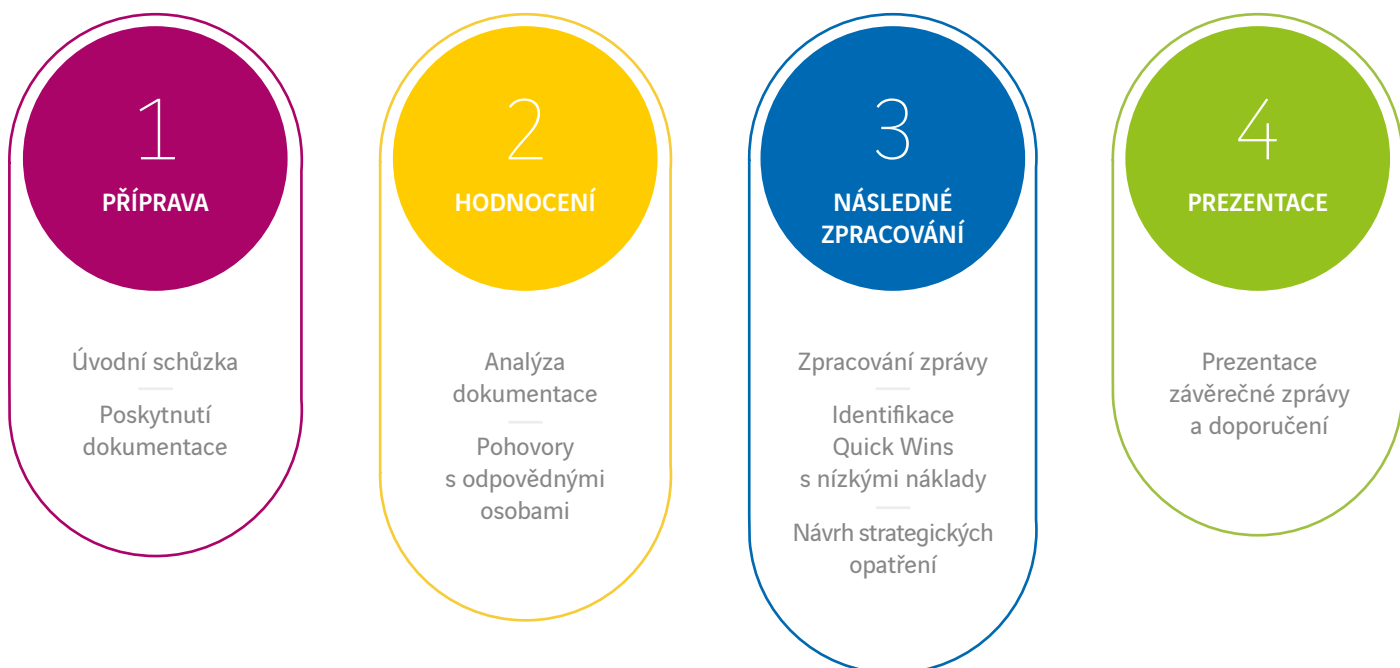 1
PŘÍPRAVA
Úvodní schůzka
Poskytnutí
dokumentace
2
HODNOCENÍ
Analýza
dokumentace
Pohovory
s odpovědnými
osobami
3
NÁSLEDNÉ
ZPRACOVÁNÍ
Zpracování zprávy
Identifikace
Quick Wins
s nízkými náklady
Návrh strategických
opatření
4
PREZENTACE
Prezentace
závěrečné zprávy
a doporučení